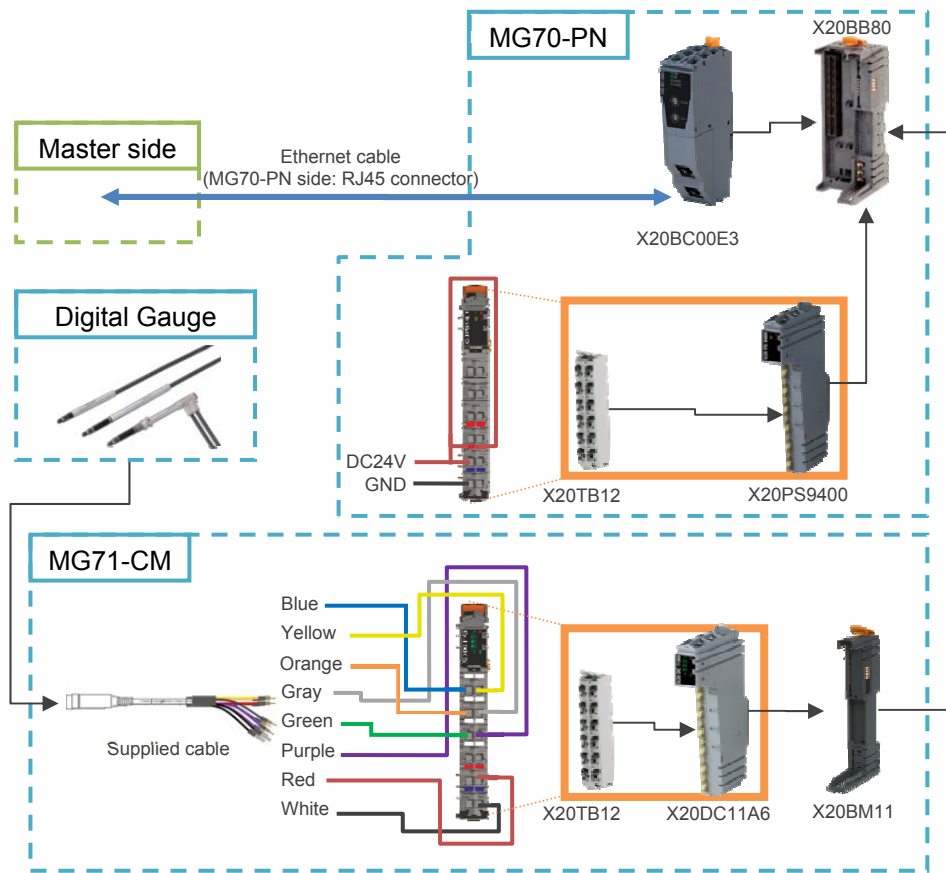 MG70-PN
X20BB80
Master side
Ethernet cable
(MG70-PN side: RJ45 connector)
X20BC00E3
Digital Gauge
DC24V
GND
X20TB12
X20PS9400
MG71-CM
Blue
Yellow
Orange
Gray
Green
Purple
Red
White
Supplied cable
X20TB12
X20DC11A6
X20BM11